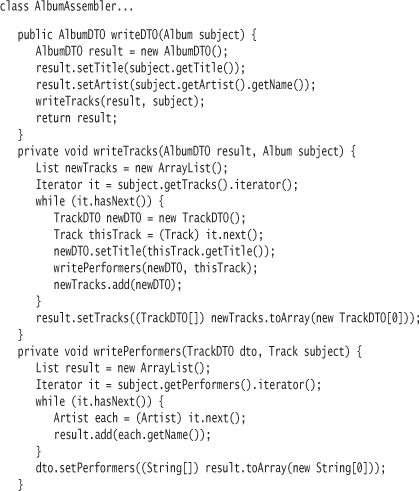 class AlbumAssembler...
public AlbumDTO writeDTO(Album subject) {
AlbumDTO result = new AlbumDTO();
result.setTitle(subject.getTitle());
result.setArtist(subject.getArtist().getName());
writeTracks(result, subject);
return result;
}
private void writeTracks(AlbumDTO result, Album subject) {
List newTracks = new ArrayList();
Iterator it = subject.getTracks().iterator();
while (it.hasNext()) {
TrackDTO newDTO = new TrackDTO();
Track thisTrack = (Track) it.next();
newDTO.setTitle(thisTrack.getTitle());
writePerformers(newDTO, thisTrack);
newTracks.add(newDTO);
}
result.setTracks((TrackDTO[]) newTracks.toArray(new TrackDTO[0]));
}
private void writePerformers(TrackDTO dto, Track subject) {
List result = new ArrayList();
Iterator it = subject.getPerformers().iterator();
while (it.hasNext()) {
Artist each = (Artist) it.next();
result.add(each.getName());
}
dto.setPerformers((String[]) result.toArray(new String[0]));
}